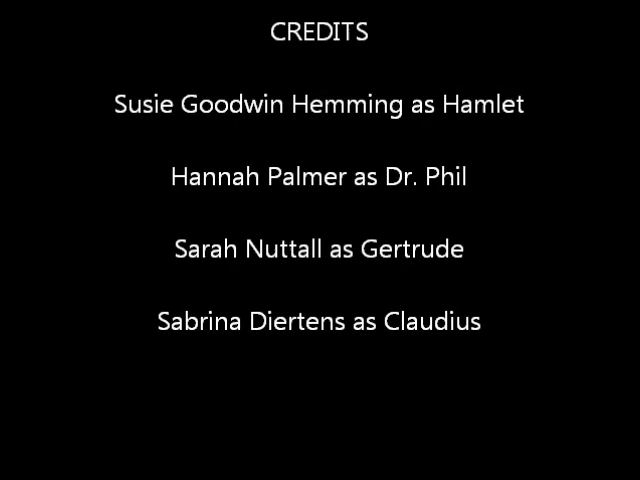 CREDITS
Susie Goodwin Hemming as Hamlet
Hannah Palmer as Dr. Phil
Sarah Nuttall as Gertrude
Sabrina Diertens as Claudius